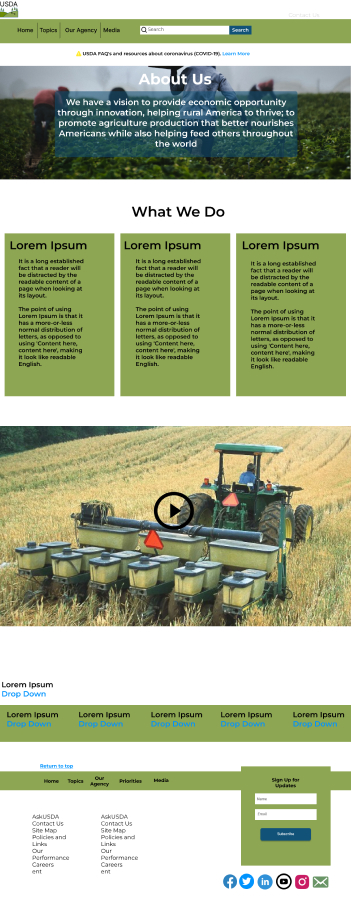 USDA
Contact Us
Home Topics Our Agency Media
Search Search
USDA FAQ's and resources about coronavirus (COVID-19). Learn More
About Us
We have a vision to provide economic opportunity
through innovation, helping rural America to thrive; to
promote agriculture production that better nourishes
Americans while also helping feed others throughout
the world
What We Do
Lorem Ipsum
It is a long established
fact that a reader will
be distracted by the
readable content of a
page when looking at
its layout.
The point of using
Lorem Ipsum is that it
has a more-or-less
normal distribution of
letters, as opposed to
using 'Content here,
content here', making
it look like readable
English.
Lorem Ipsum
It is a long established
fact that a reader will
be distracted by the
readable content of a
page when looking at
its layout.
The point of using
Lorem Ipsum is that it
has a more-or-less
normal distribution of
letters, as opposed to
using 'Content here,
content here', making
it look like readable
English.
Lorem Ipsum
It is a long established
fact that a reader will
be distracted by the
readable content of a
page when looking at
its layout.
The point of using
Lorem Ipsum is that it
has a more-or-less
normal distribution of
letters, as opposed to
using 'Content here,
content here', making
it look like readable
English.
Lorem Ipsum
Drop Down
Lorem Ipsum Lorem Ipsum Lorem Ipsum Lorem Ipsum Lorem Ipsum
Drop Down Drop Down Drop Down Drop Down Drop Down
Return to top
Home Topics Our Agency Priorities Media
Sign Up for
Updates
Name
Email
Subscribe
AskUSDA
Contact Us
Site Map
Policies and
Links
Our
Performance
Careers
ent
AskUSDA
Contact Us
Site Map
Policies and
Links
Our
Performance
Careers
ent